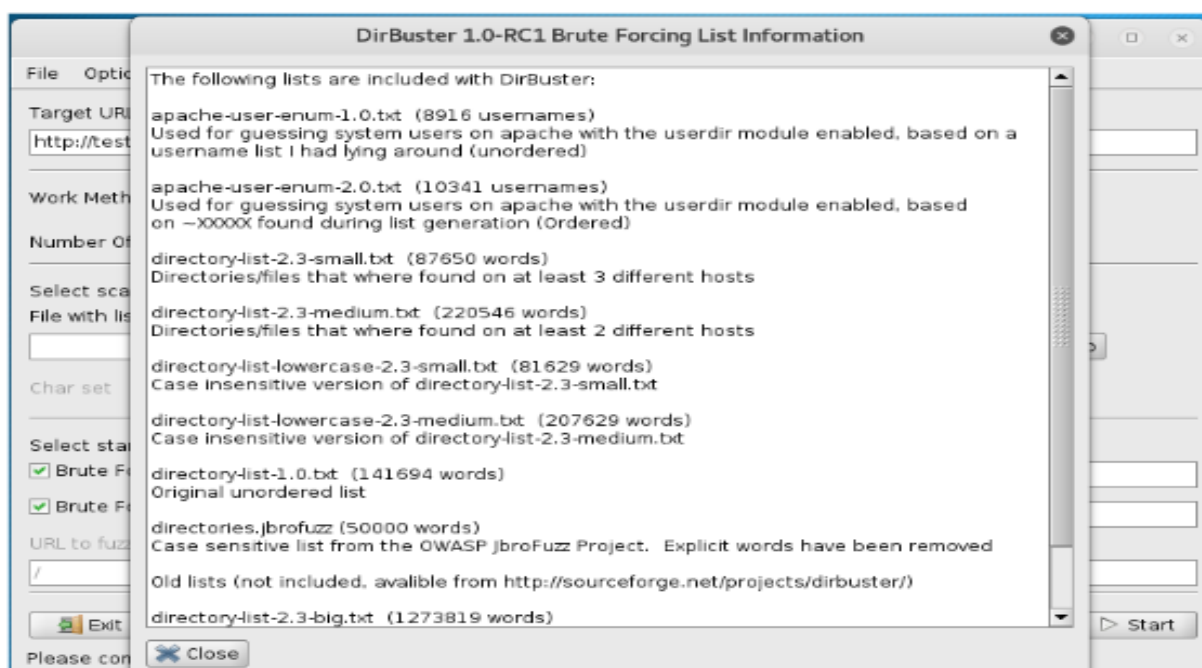 DirBuster 1.0-RC1 Brute Forcing List Information
File Optio
Target URL
http://test
Work Meth
Number Of
Select sca
File with lis
Char set
Select sta
Brute Fo
Brute Fo
URL to fuzz
/
Exit
Please con
Start
The following lists are included with DirBuster:
apache-user-enum-1.0.txt (8916 usernames)
Used for guessing system users on apache with the userdir module enabled, based on a
username list I had lying around (unordered)
apache-user-enum-2.0.txt (10341 usernames)
Used for guessing system users on apache with the userdir module enabled, based
on ~XXXXX found during list generation (Ordered)
directory-list-2.3-small.txt (87650 words)
Directories/files that where found on at least 3 different hosts
directory-list-2.3-medium.txt (220546 words)
Directories/files that where found on at least 2 different hosts
directory-list-lowercase-2.3-small.txt (81629 words)
Case insensitive version of directory-list-2.3-small.txt
directory-list-lowercase-2.3-medium.txt (207629 words)
Case insensitive version of directory-list-2.3-medium.txt
directory-list-1.0.txt (141694 words)
Original unordered list
directories.jbrofuzz (50000 words)
Case sensitive list from the OWASP JbroFuzz Project. Explicit words have been removed
Old lists (not included, avalible from http://sourceforge.net/projects/dirbuster/)
directory-list-2.3-big.txt (1273819 words)
Close